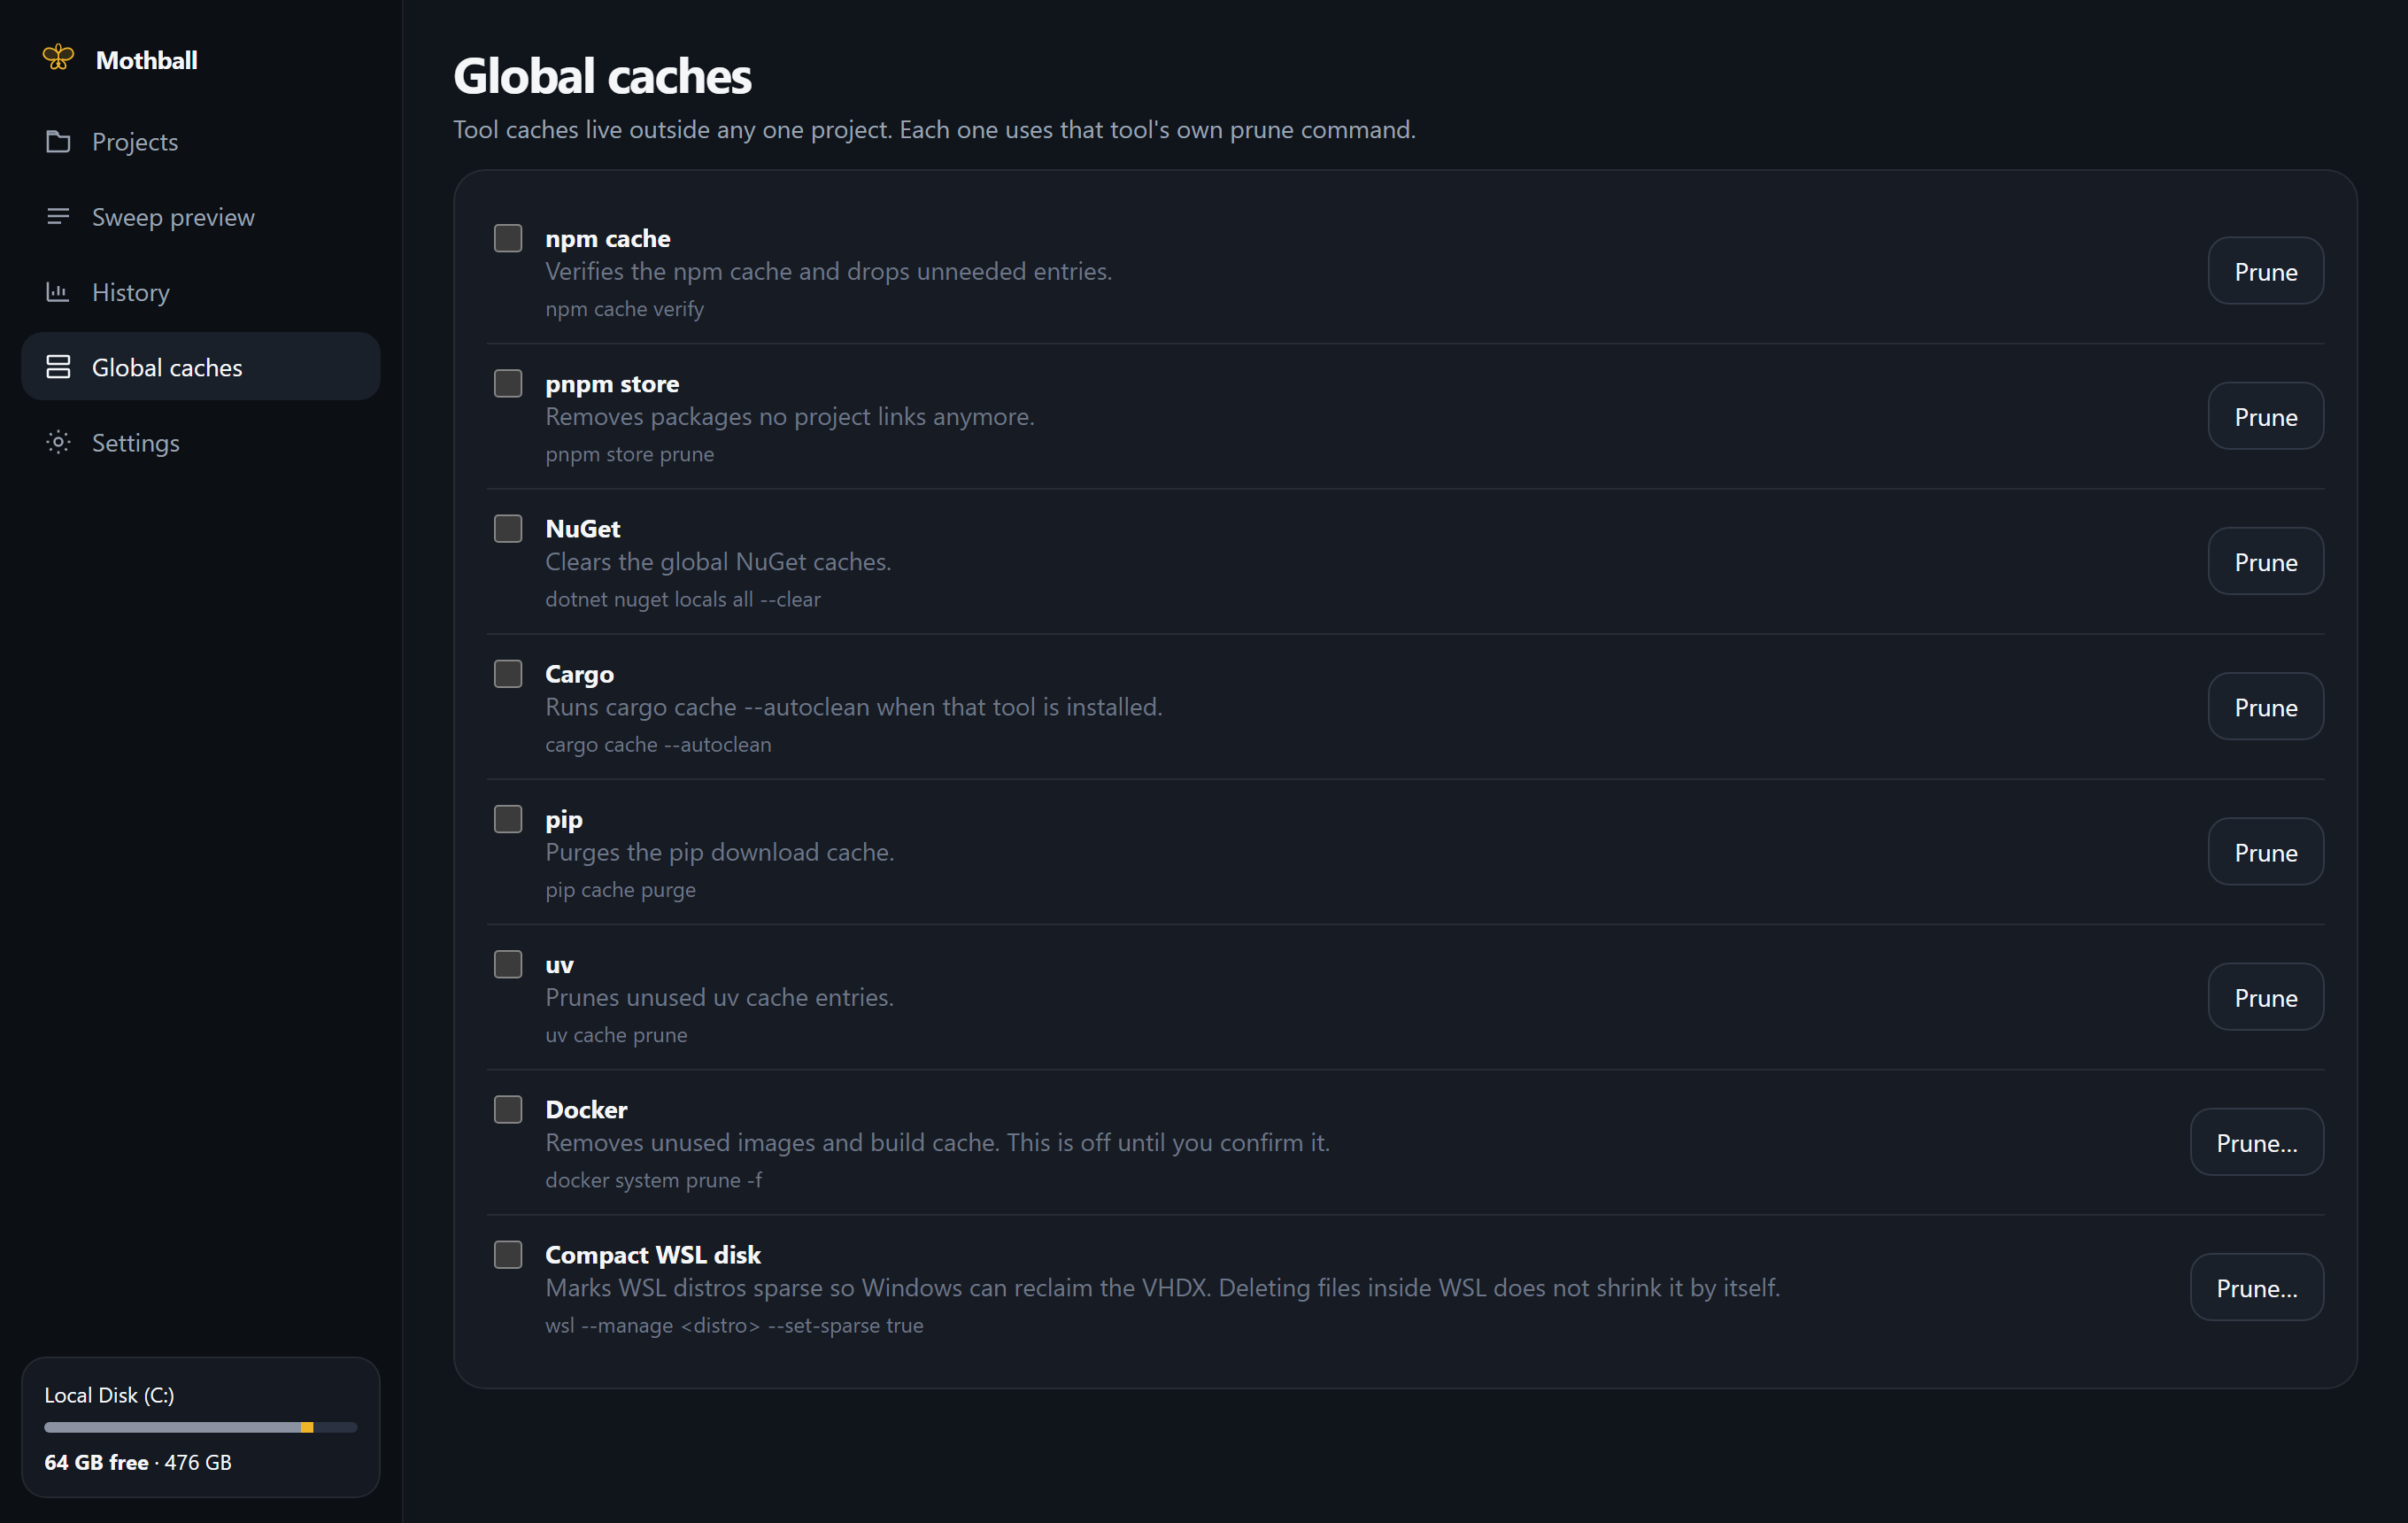 Mothball
Projects
Sweep preview
History
Global caches
Settings
Local Disk (C:)
64 GB free · 476 GB
Global caches
Tool caches live outside any one project. Each one uses that tool's own prune command.
npm cache
Verifies the npm cache and drops unneeded entries.
npm cache verify
Prune
pnpm store
Removes packages no project links anymore.
pnpm store prune
Prune
NuGet
Clears the global NuGet caches.
dotnet nuget locals all --clear
Prune
Cargo
Runs cargo cache --autoclean when that tool is installed.
cargo cache --autoclean
Prune
pip
Purges the pip download cache.
pip cache purge
Prune
uv
Prunes unused uv cache entries.
uv cache prune
Prune
Docker
Removes unused images and build cache. This is off until you confirm it.
docker system prune -f
Prune...
Compact WSL disk
Marks WSL distros sparse so Windows can reclaim the VHDX. Deleting files inside WSL does not shrink it by itself.
wsl --manage <distro> --set-sparse true
Prune...